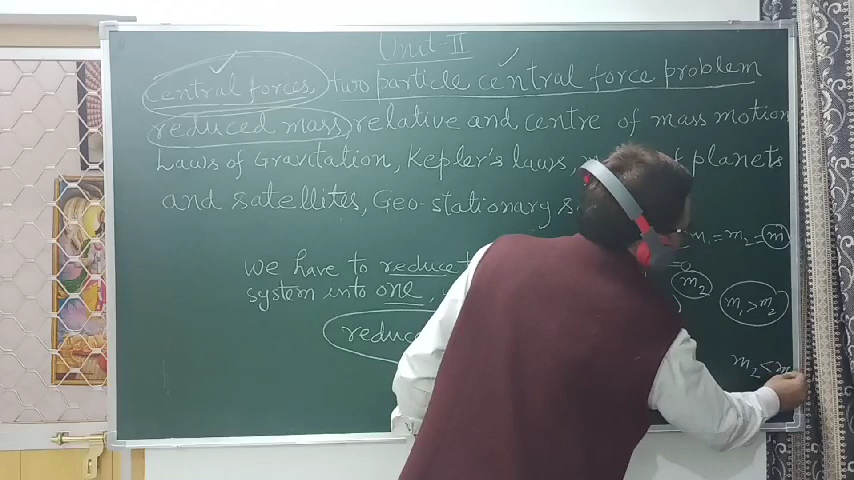 Unit-II
Central forces, two particle central force problem
reduced mass, relative and centre of mass motion
Laws of Gravitation, Kepler's laws, planets
and satellites, Geo-stationary
m₁ = m₂ = m
we have to reduce
system into one,
m₂
m₁ > m₂
m₂ <